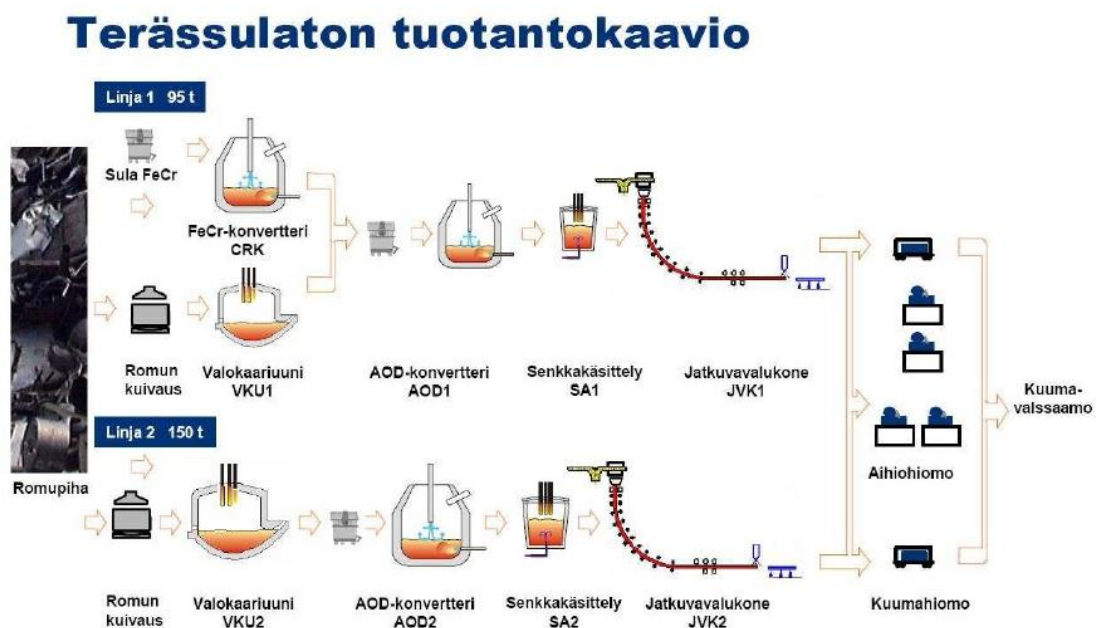 Terässulaton tuotantokaavio
Linja 1 95 t
Sula FeCr
FeCr-konvertteri
CRK
Romun
kuivaus
Valokaariuuni
VKU1
AOD-konvertteri
AOD1
Senkkakäsittely
SA1
Jatkuvavalukone
JVK1
Kuuma-
valssaamo
Linja 2 150 t
Aihiohiomo
Romupiha
Romun
kuivaus
Valokaariuuni
VKU2
AOD-konvertteri
AOD2
Senkkakäsittely
SA2
Jatkuvavalukone
JVK2
Kuumahiomo